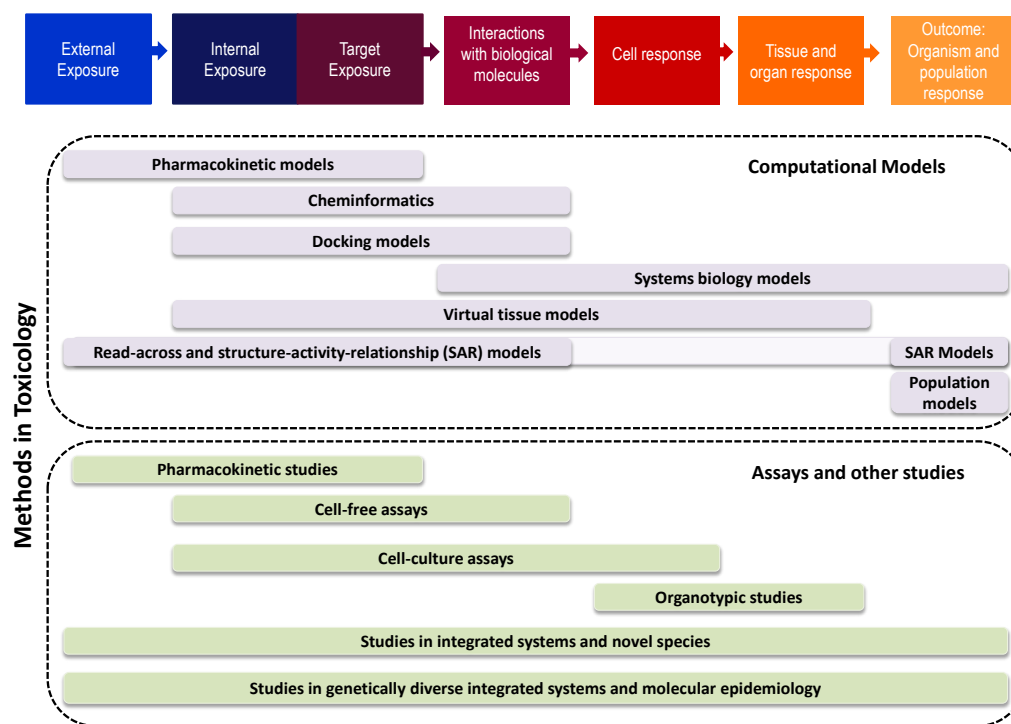 External
Exposure
Internal
Exposure
Target
Exposure
Interactions
with biological
molecules
Cell response
Tissue and
organ response
Outcome:
Organism and
population
response
Methods in Toxicology
Computational Models
Pharmacokinetic models
Cheminformatics
Docking models
Systems biology models
Virtual tissue models
Read-across and structure-activity-relationship (SAR) models
SAR Models
Population
models
Assays and other studies
Pharmacokinetic studies
Cell-free assays
Cell-culture assays
Organotypic studies
Studies in integrated systems and novel species
Studies in genetically diverse integrated systems and molecular epidemiology